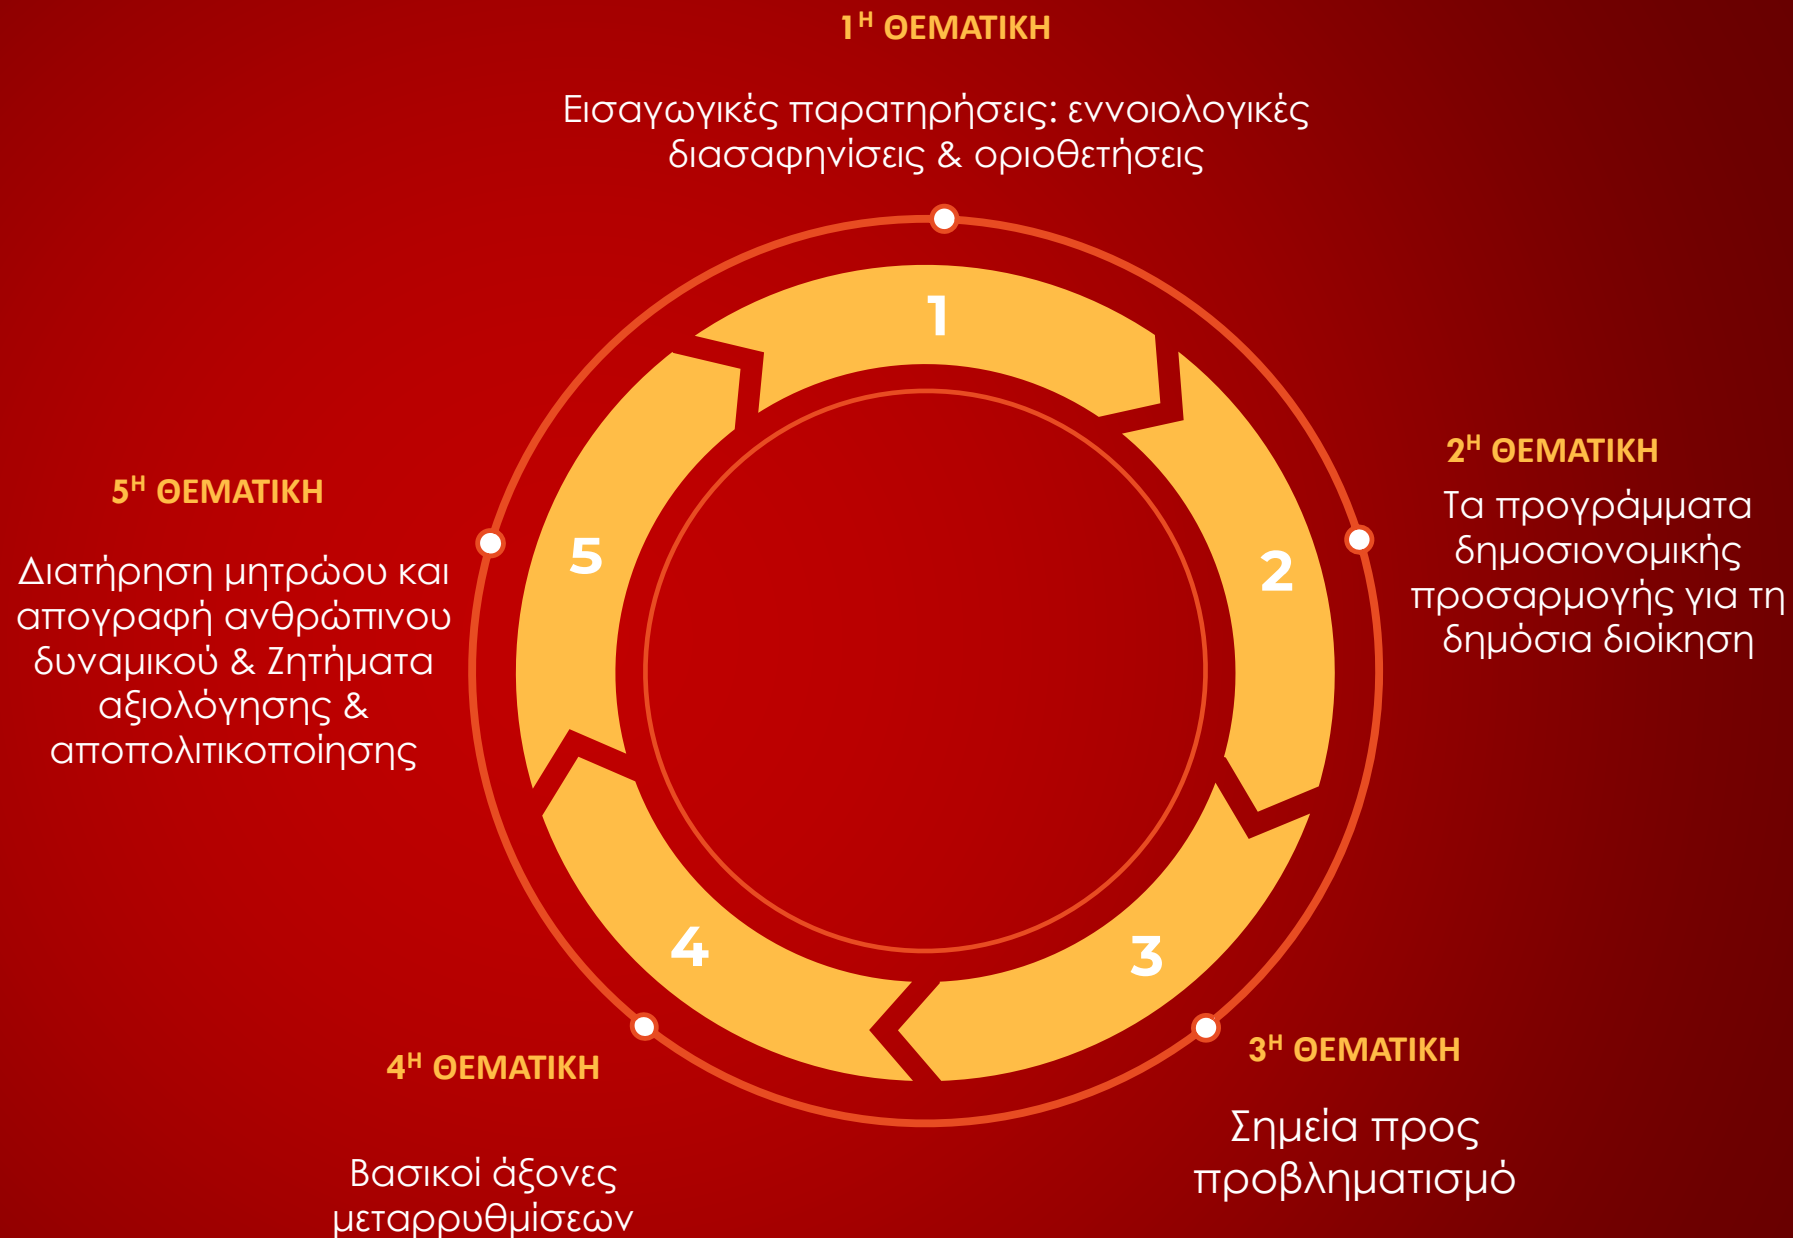 1Η ΘΕΜΑΤΙΚΗ
Εισαγωγικές παρατηρήσεις: εννοιολογικές
διασαφηνίσεις & οριοθετήσεις
1
2Η ΘΕΜΑΤΙΚΗ
Τα προγράμματα
δημοσιονομικής
προσαρμογής για τη
δημόσια διοίκηση
2
3Η ΘΕΜΑΤΙΚΗ
Σημεία προς
προβληματισμό
3
4Η ΘΕΜΑΤΙΚΗ
Βασικοί άξονες
μεταρρυθμίσεων
4
5Η ΘΕΜΑΤΙΚΗ
Διατήρηση μητρώου και
απογραφή ανθρώπινου
δυναμικού & Ζητήματα
αξιολόγησης &
αποπολιτικοποίησης
5